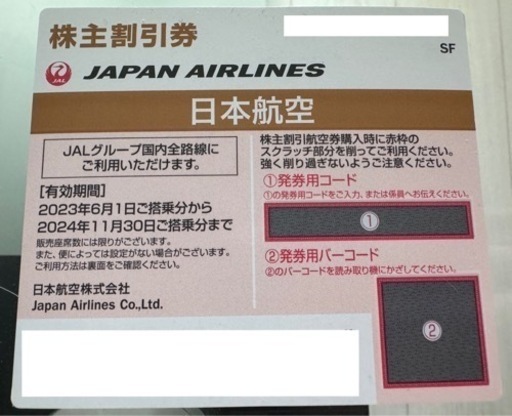 株主割引券
SF
JAL
JAPAN AIRLINES
日本航空
JALグループ国内全路線に
ご利用いただけます。
[有効期間]
2023年6月1日ご搭乗分から
2024年11月30日ご搭乗分まで
販売座席数には限りがございます。
また、便によっては設定がない場合がございます。
ご利用方法は裏面をご確認ください。
日本航空株式会社
Japan Airlines Co.,Ltd.
株主割引航空券購入時に赤枠の
スクラッチ部分を削ってご利用ください。
強く削り過ぎないようご注意ください。
①発券用コード
①の発券用コードをご入力、または係員へお伝えください。
①
②発券用バーコード
②のバーコードを読み取り機にかざしてください。
②